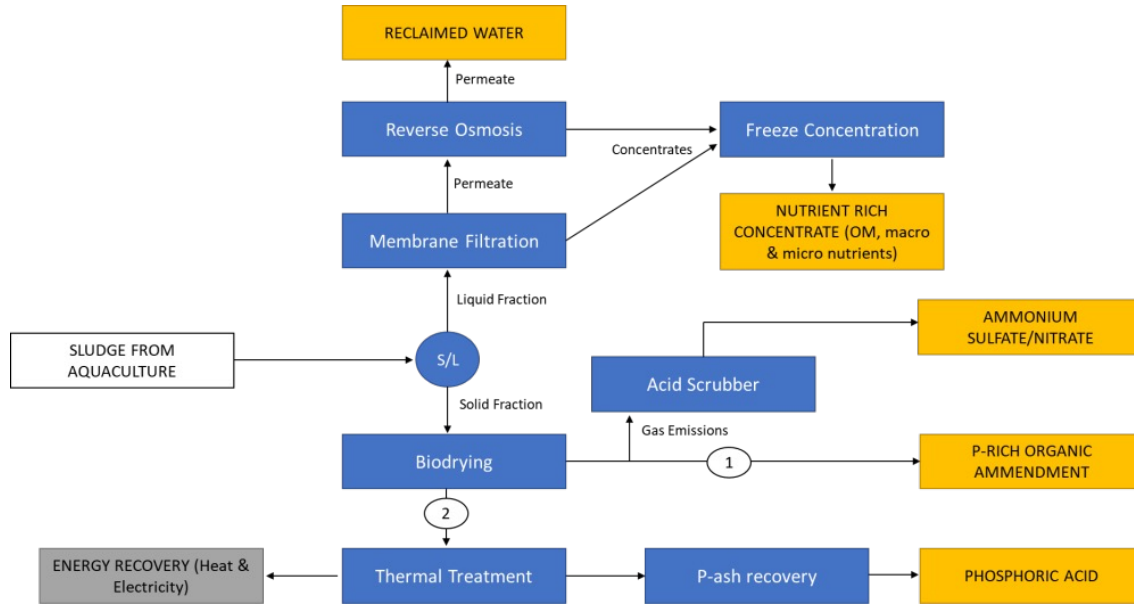 RECLAIMED WATER
Permeate
Reverse Osmosis
Freeze Concentration
Concentrates
Permeate
NUTRIENT RICH
CONCENTRATE (OM, macro
& micro nutrients)
Membrane Filtration
Liquid Fraction
AMMONIUM
SULFATE/NITRATE
SLUDGE FROM
AQUACULTURE
S/L
Acid Scrubber
Solid Fraction
Gas Emissions
Biodrying
1
P-RICH ORGANIC
AMMENDMENT
2
ENERGY RECOVERY (Heat &
Electricity)
Thermal Treatment
P-ash recovery
PHOSPHORIC ACID